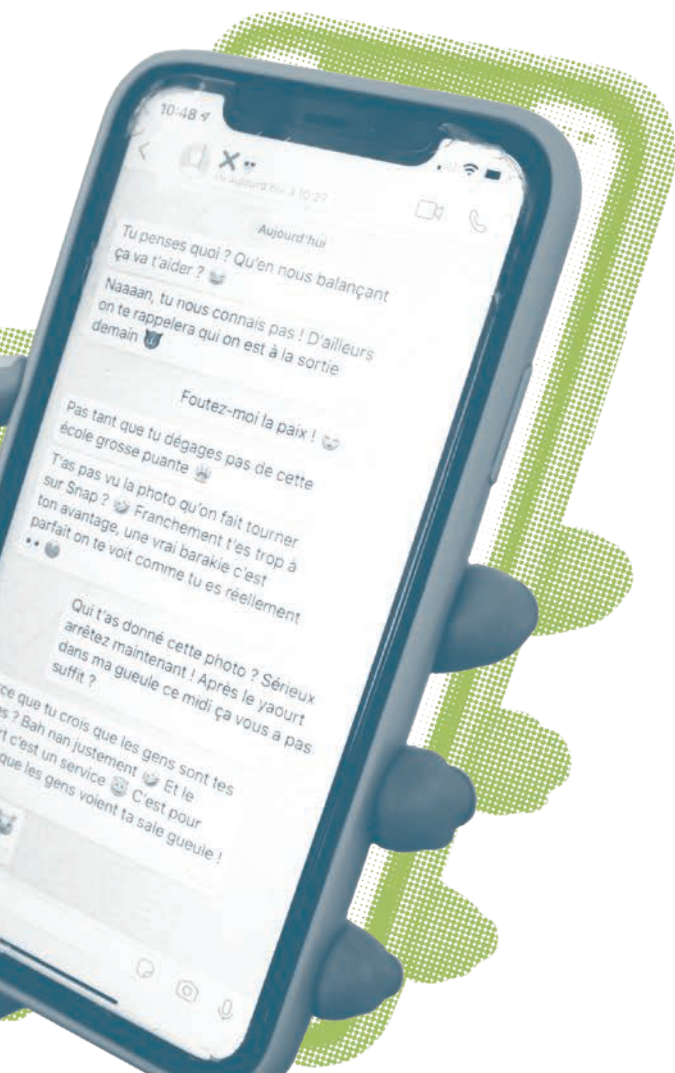 10:48
X
Vu Aujourd'hui à 10:29
Aujourd'hui
Tu penses quoi ? Qu'en nous balançant
ça va t'aider ?
Naaaan, tu nous connais pas ! D'ailleurs
on te rappelera qui on est à la sortie
demain
Foutez-moi la paix !
Pas tant que tu dégages pas de cette
école grosse puante
T'as pas vu la photo qu'on fait tourner
sur Snap ? Franchement t'es trop à
ton avantage, une vrai barakie c'est
parfait on te voit comme tu es réellement
Qui t'as donné cette photo ? Sérieux
arrêtez maintenant ! Après le yaourt
dans ma gueule ce midi ça vous a pas
suffit ?
que tu crois que les gens sont tes
? Bah nan justement Et le
c'est un service C'est pour
que les gens voient ta sale gueule !